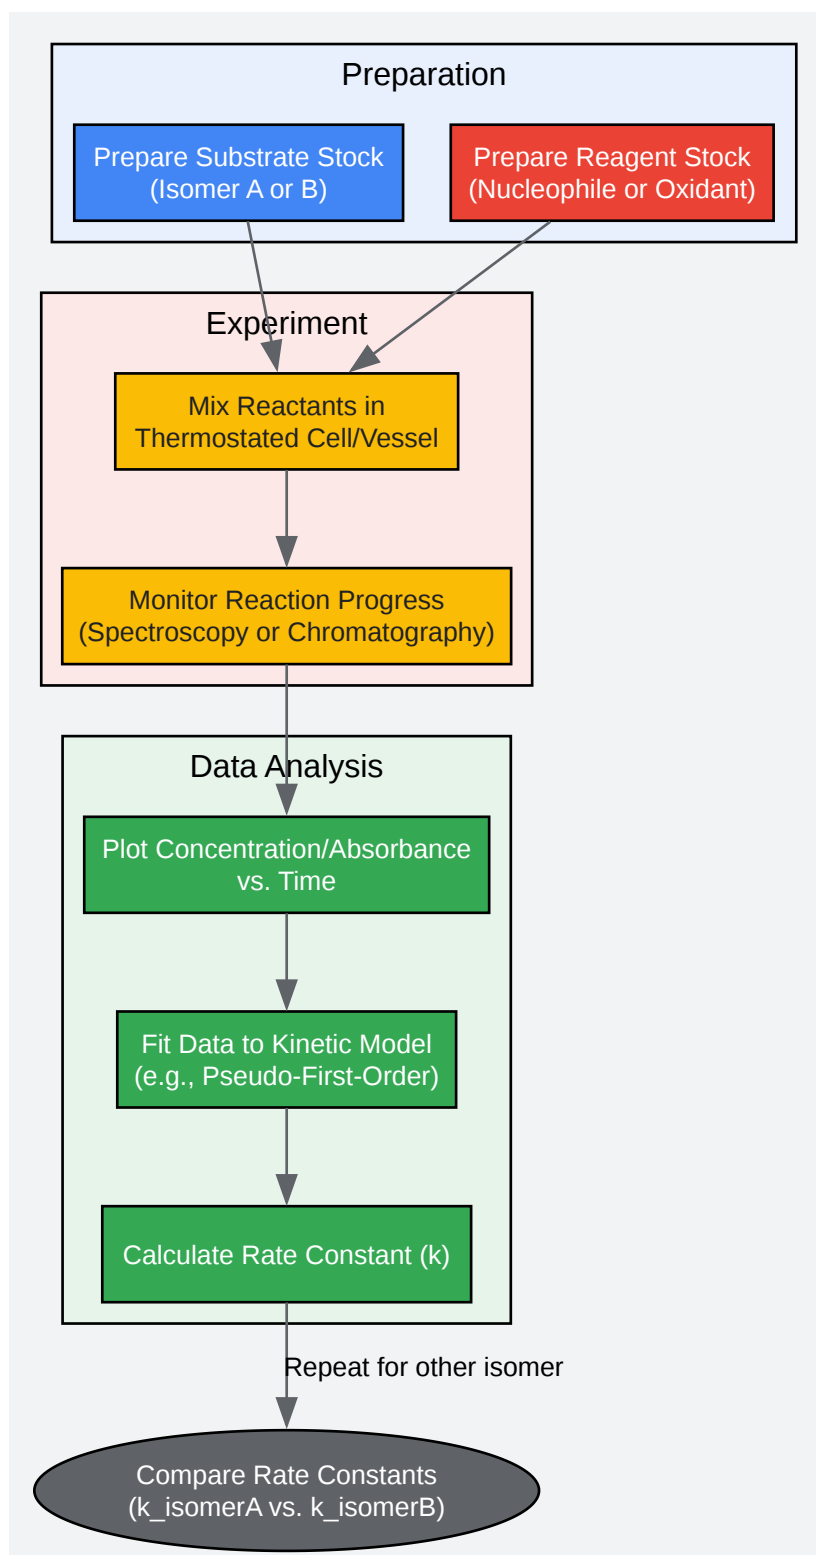 Preparation
Prepare Substrate Stock
(Isomer A or B)
Prepare Reagent Stock
(Nucleophile or Oxidant)
Experiment
Mix Reactants in
Thermostated Cell/Vessel
Monitor Reaction Progress
(Spectroscopy or Chromatography)
Data Analysis
Plot Concentration/Absorbance
vs. Time
Fit Data to Kinetic Model
(e.g., Pseudo-First-Order)
Calculate Rate Constant (k)
Repeat for other isomer
Compare Rate Constants
(k_isomerA vs. k_isomerB)